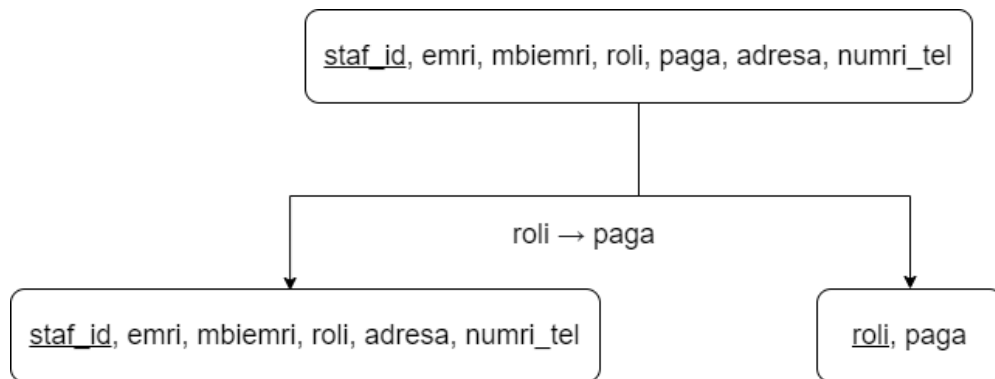 staf_id, emri, mbiemri, roli, paga, adresa, numri_tel
roli → paga
staf_id, emri, mbiemri, roli, adresa, numri_tel
roli, paga